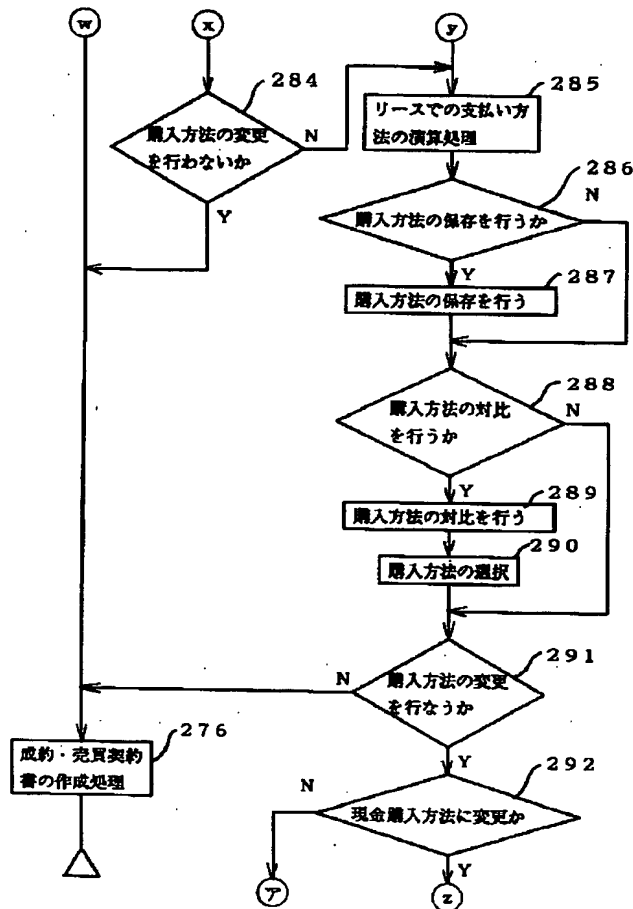 w
x
y
284
購入方法の変更
を行わないか
N
Y
285
リースでの支払い方
法の演算処理
286
購入方法の保存を行うか
N
Y
287
購入方法の保存を行う
288
購入方法の対比
を行うか
N
Y
289
購入方法の対比を行う
290
購入方法の選択
291
購入方法の変更
を行なうか
N
Y
276
成約・売買契約
書の作成処理
292
現金購入方法に変更か
N
Y
ア
z